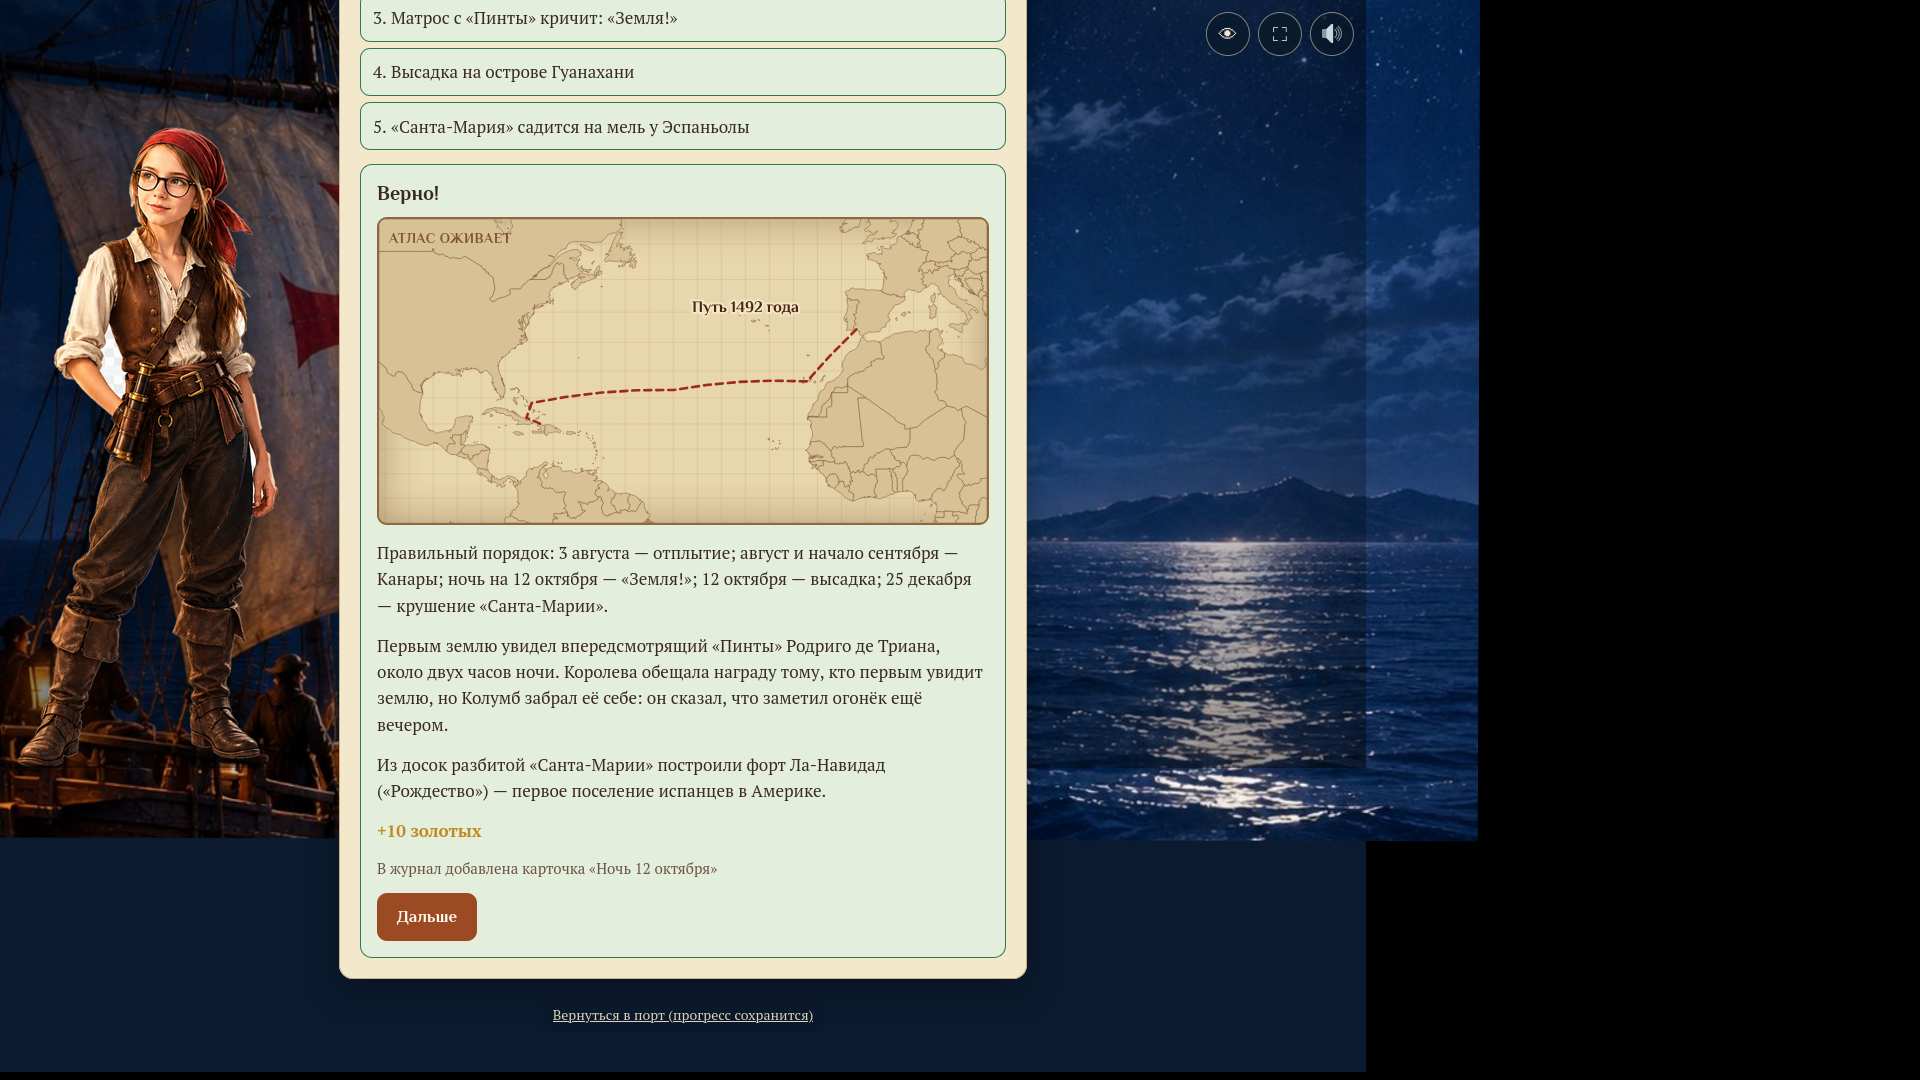 3. Матрос с «Пинты» кричит: «Земля!»
4. Высадка на острове Гуанахани
5. «Санта-Мария» садится на мель у Эспаньолы
Верно!
АТЛАС ОЖИВАЕТ
Путь 1492 года
Правильный порядок: 3 августа — отплытие; август и начало сентября —
Канары; ночь на 12 октября — «Земля!»; 12 октября — высадка; 25 декабря
— крушение «Санта-Марии».
Первым землю увидел вперёдсмотрящий «Пинты» Родриго де Триана,
около двух часов ночи. Королева обещала награду тому, кто первым увидит
землю, но Колумб забрал её себе: он сказал, что заметил огонёк ещё
вечером.
Из досок разбитой «Санта-Марии» построили форт Ла-Навидад
(«Рождество») — первое поселение испанцев в Америке.
+10 золотых
В журнал добавлена карточка «Ночь 12 октября»
Дальше
Вернуться в порт (прогресс сохранится)